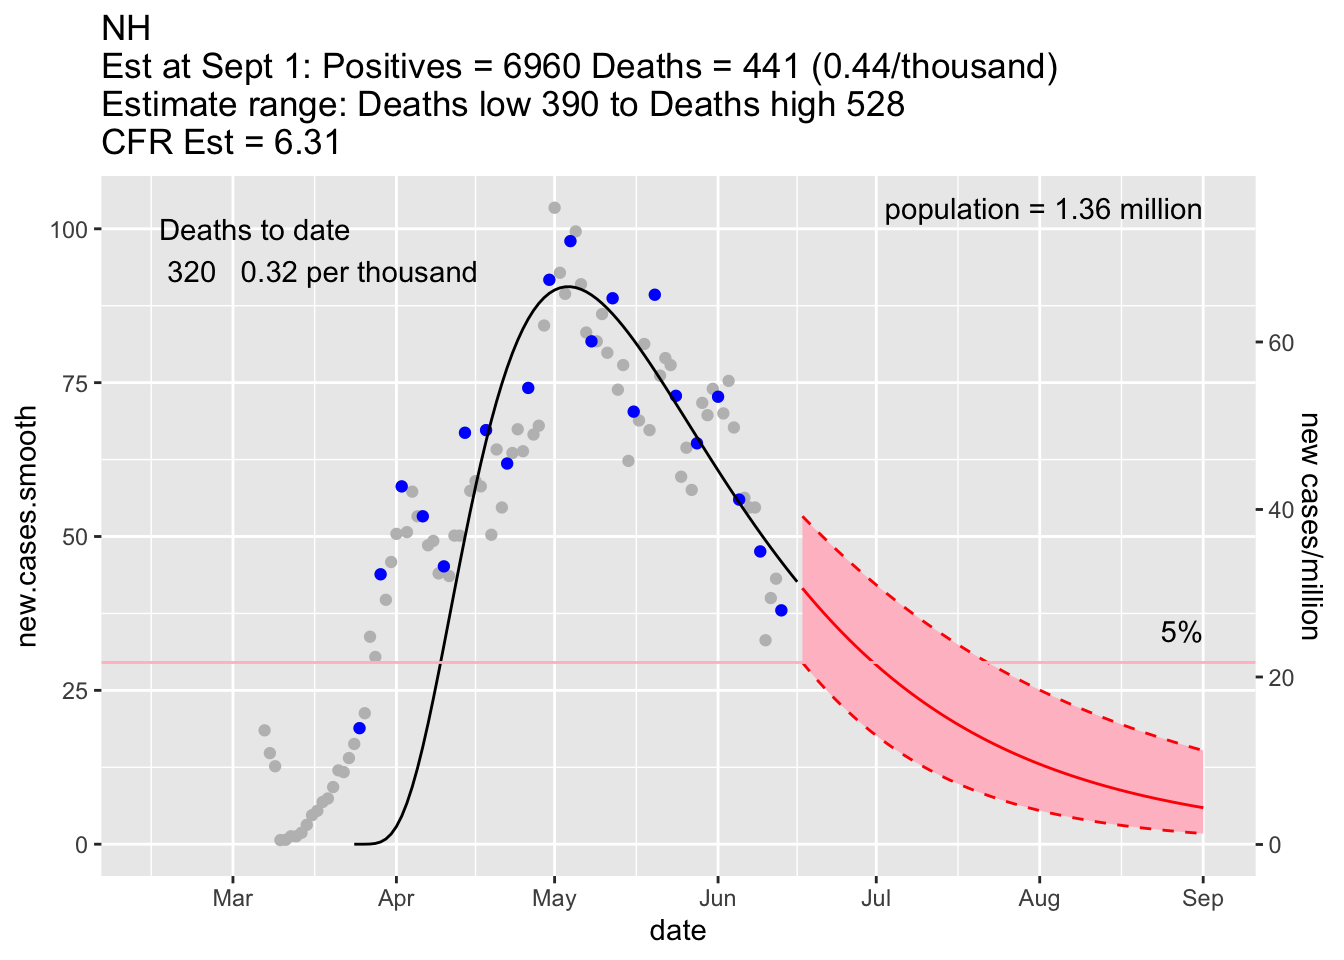 NH
Est at Sept 1: Positives = 6960 Deaths = 441 (0.44/thousand)
Estimate range: Deaths low 390 to Deaths high 528
CFR Est = 6.31
population = 1.36 million
Deaths to date
320 0.32 per thousand
5%
100
75
50
25
0
60
40
20
0
new.cases.smooth
new cases/million
Mar Apr May Jun Jul Aug Sep
date